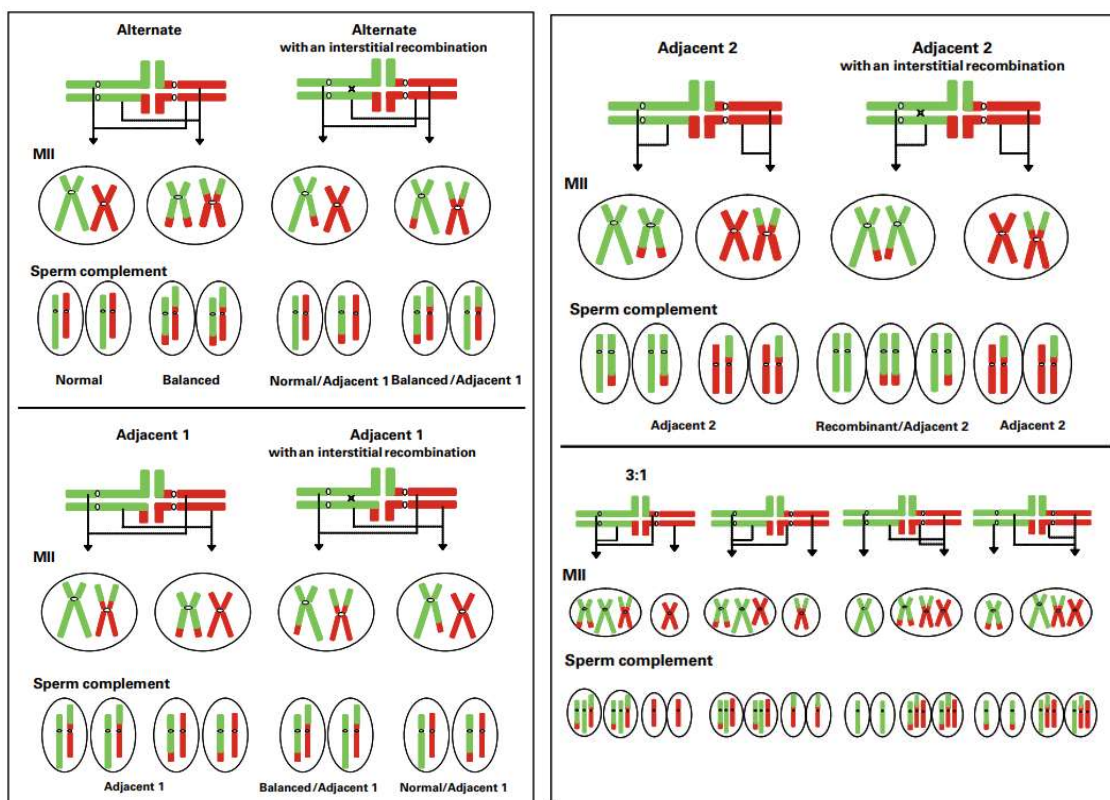 Alternate
Alternate
with an interstitial recombination
MII
Sperm complement
Normal
Balanced
Normal/Adjacent 1
Balanced/Adjacent 1
Adjacent 1
Adjacent 1
with an interstitial recombination
MII
Sperm complement
Adjacent 1
Balanced/Adjacent 1
Normal/Adjacent 1
Adjacent 2
Adjacent 2
with an interstitial recombination
MII
Sperm complement
Adjacent 2
Recombinant/Adjacent 2
Adjacent 2
3:1
MII
Sperm complement